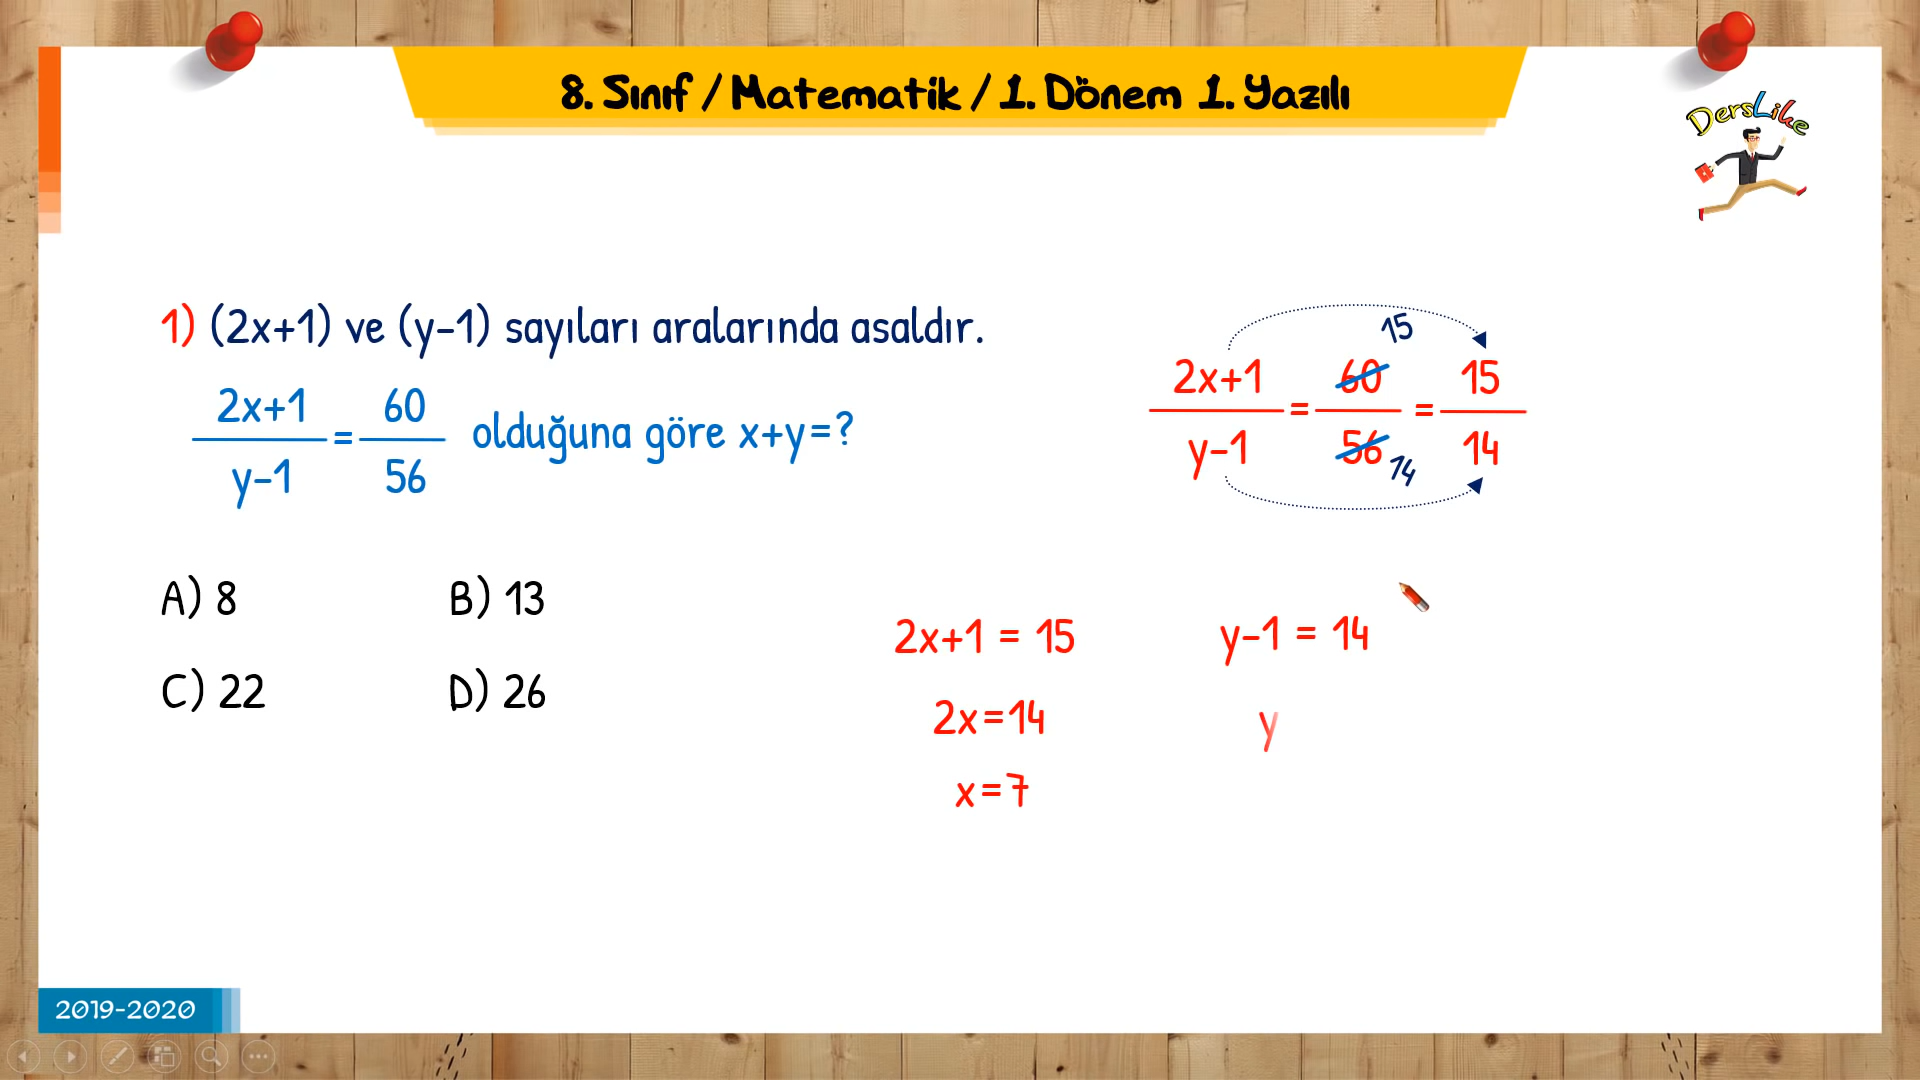 8. Sınıf / Matematik / 1. Dönem 1. Yazılı
DersLike
1) (2x+1) ve (y-1) sayıları aralarında asaldır.
2x+1 / y-1 = 60 / 56 olduğuna göre x+y=?
A) 8
B) 13
C) 22
D) 26
15
2x+1 / y-1 = 60 / 56 = 15 / 14
14
2x+1 = 15
2x=14
x=7
y-1 = 14
y
2019-2020